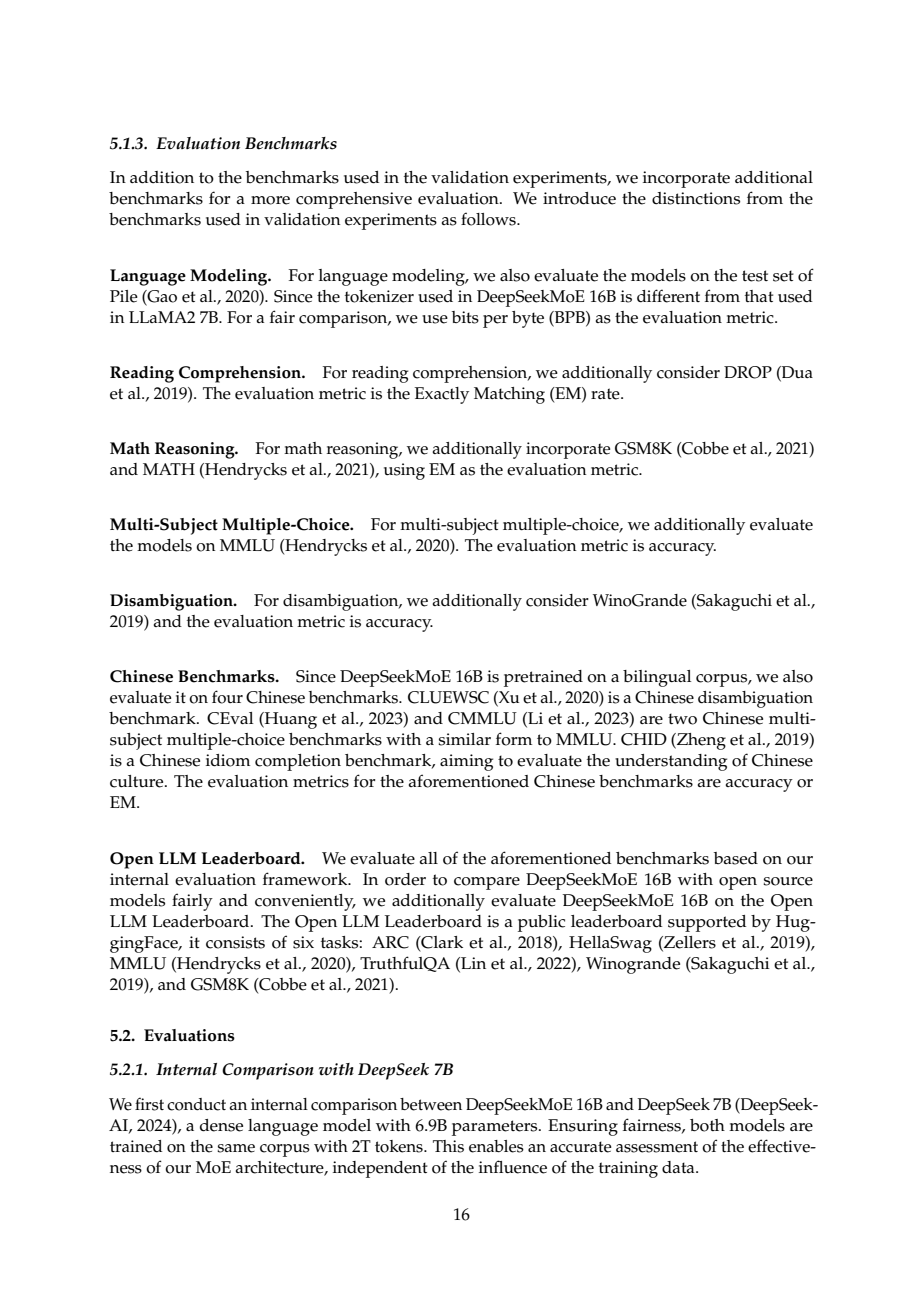 5.1.3. Evaluation Benchmarks
In addition to the benchmarks used in the validation experiments, we incorporate additional
benchmarks for a more comprehensive evaluation. We introduce the distinctions from the
benchmarks used in validation experiments as follows.
Language Modeling. For language modeling, we also evaluate the models on the test set of
Pile (Gao et al., 2020). Since the tokenizer used in DeepSeekMoE 16B is different from that used
in LLaMA2 7B. For a fair comparison, we use bits per byte (BPB) as the evaluation metric.
Reading Comprehension. For reading comprehension, we additionally consider DROP (Dua
et al., 2019). The evaluation metric is the Exactly Matching (EM) rate.
Math Reasoning. For math reasoning, we additionally incorporate GSM8K (Cobbe et al., 2021)
and MATH (Hendrycks et al., 2021), using EM as the evaluation metric.
Multi-Subject Multiple-Choice. For multi-subject multiple-choice, we additionally evaluate
the models on MMLU (Hendrycks et al., 2020). The evaluation metric is accuracy.
Disambiguation. For disambiguation, we additionally consider WinoGrande (Sakaguchi et al.,
2019) and the evaluation metric is accuracy.
Chinese Benchmarks. Since DeepSeekMoE 16B is pretrained on a bilingual corpus, we also
evaluate it on four Chinese benchmarks. CLUEWSC (Xu et al., 2020) is a Chinese disambiguation
benchmark. CEval (Huang et al., 2023) and CMMLU (Li et al., 2023) are two Chinese multi-
subject multiple-choice benchmarks with a similar form to MMLU. CHID (Zheng et al., 2019)
is a Chinese idiom completion benchmark, aiming to evaluate the understanding of Chinese
culture. The evaluation metrics for the aforementioned Chinese benchmarks are accuracy or
EM.
Open LLM Leaderboard. We evaluate all of the aforementioned benchmarks based on our
internal evaluation framework. In order to compare DeepSeekMoE 16B with open source
models fairly and conveniently, we additionally evaluate DeepSeekMoE 16B on the Open
LLM Leaderboard. The Open LLM Leaderboard is a public leaderboard supported by Hug-
gingFace, it consists of six tasks: ARC (Clark et al., 2018), HellaSwag (Zellers et al., 2019),
MMLU (Hendrycks et al., 2020), TruthfulQA (Lin et al., 2022), Winogrande (Sakaguchi et al.,
2019), and GSM8K (Cobbe et al., 2021).
5.2. Evaluations
5.2.1. Internal Comparison with DeepSeek 7B
We first conduct an internal comparison between DeepSeekMoE 16B and DeepSeek 7B (DeepSeek-
AI, 2024), a dense language model with 6.9B parameters. Ensuring fairness, both models are
trained on the same corpus with 2T tokens. This enables an accurate assessment of the effective-
ness of our MoE architecture, independent of the influence of the training data.
16